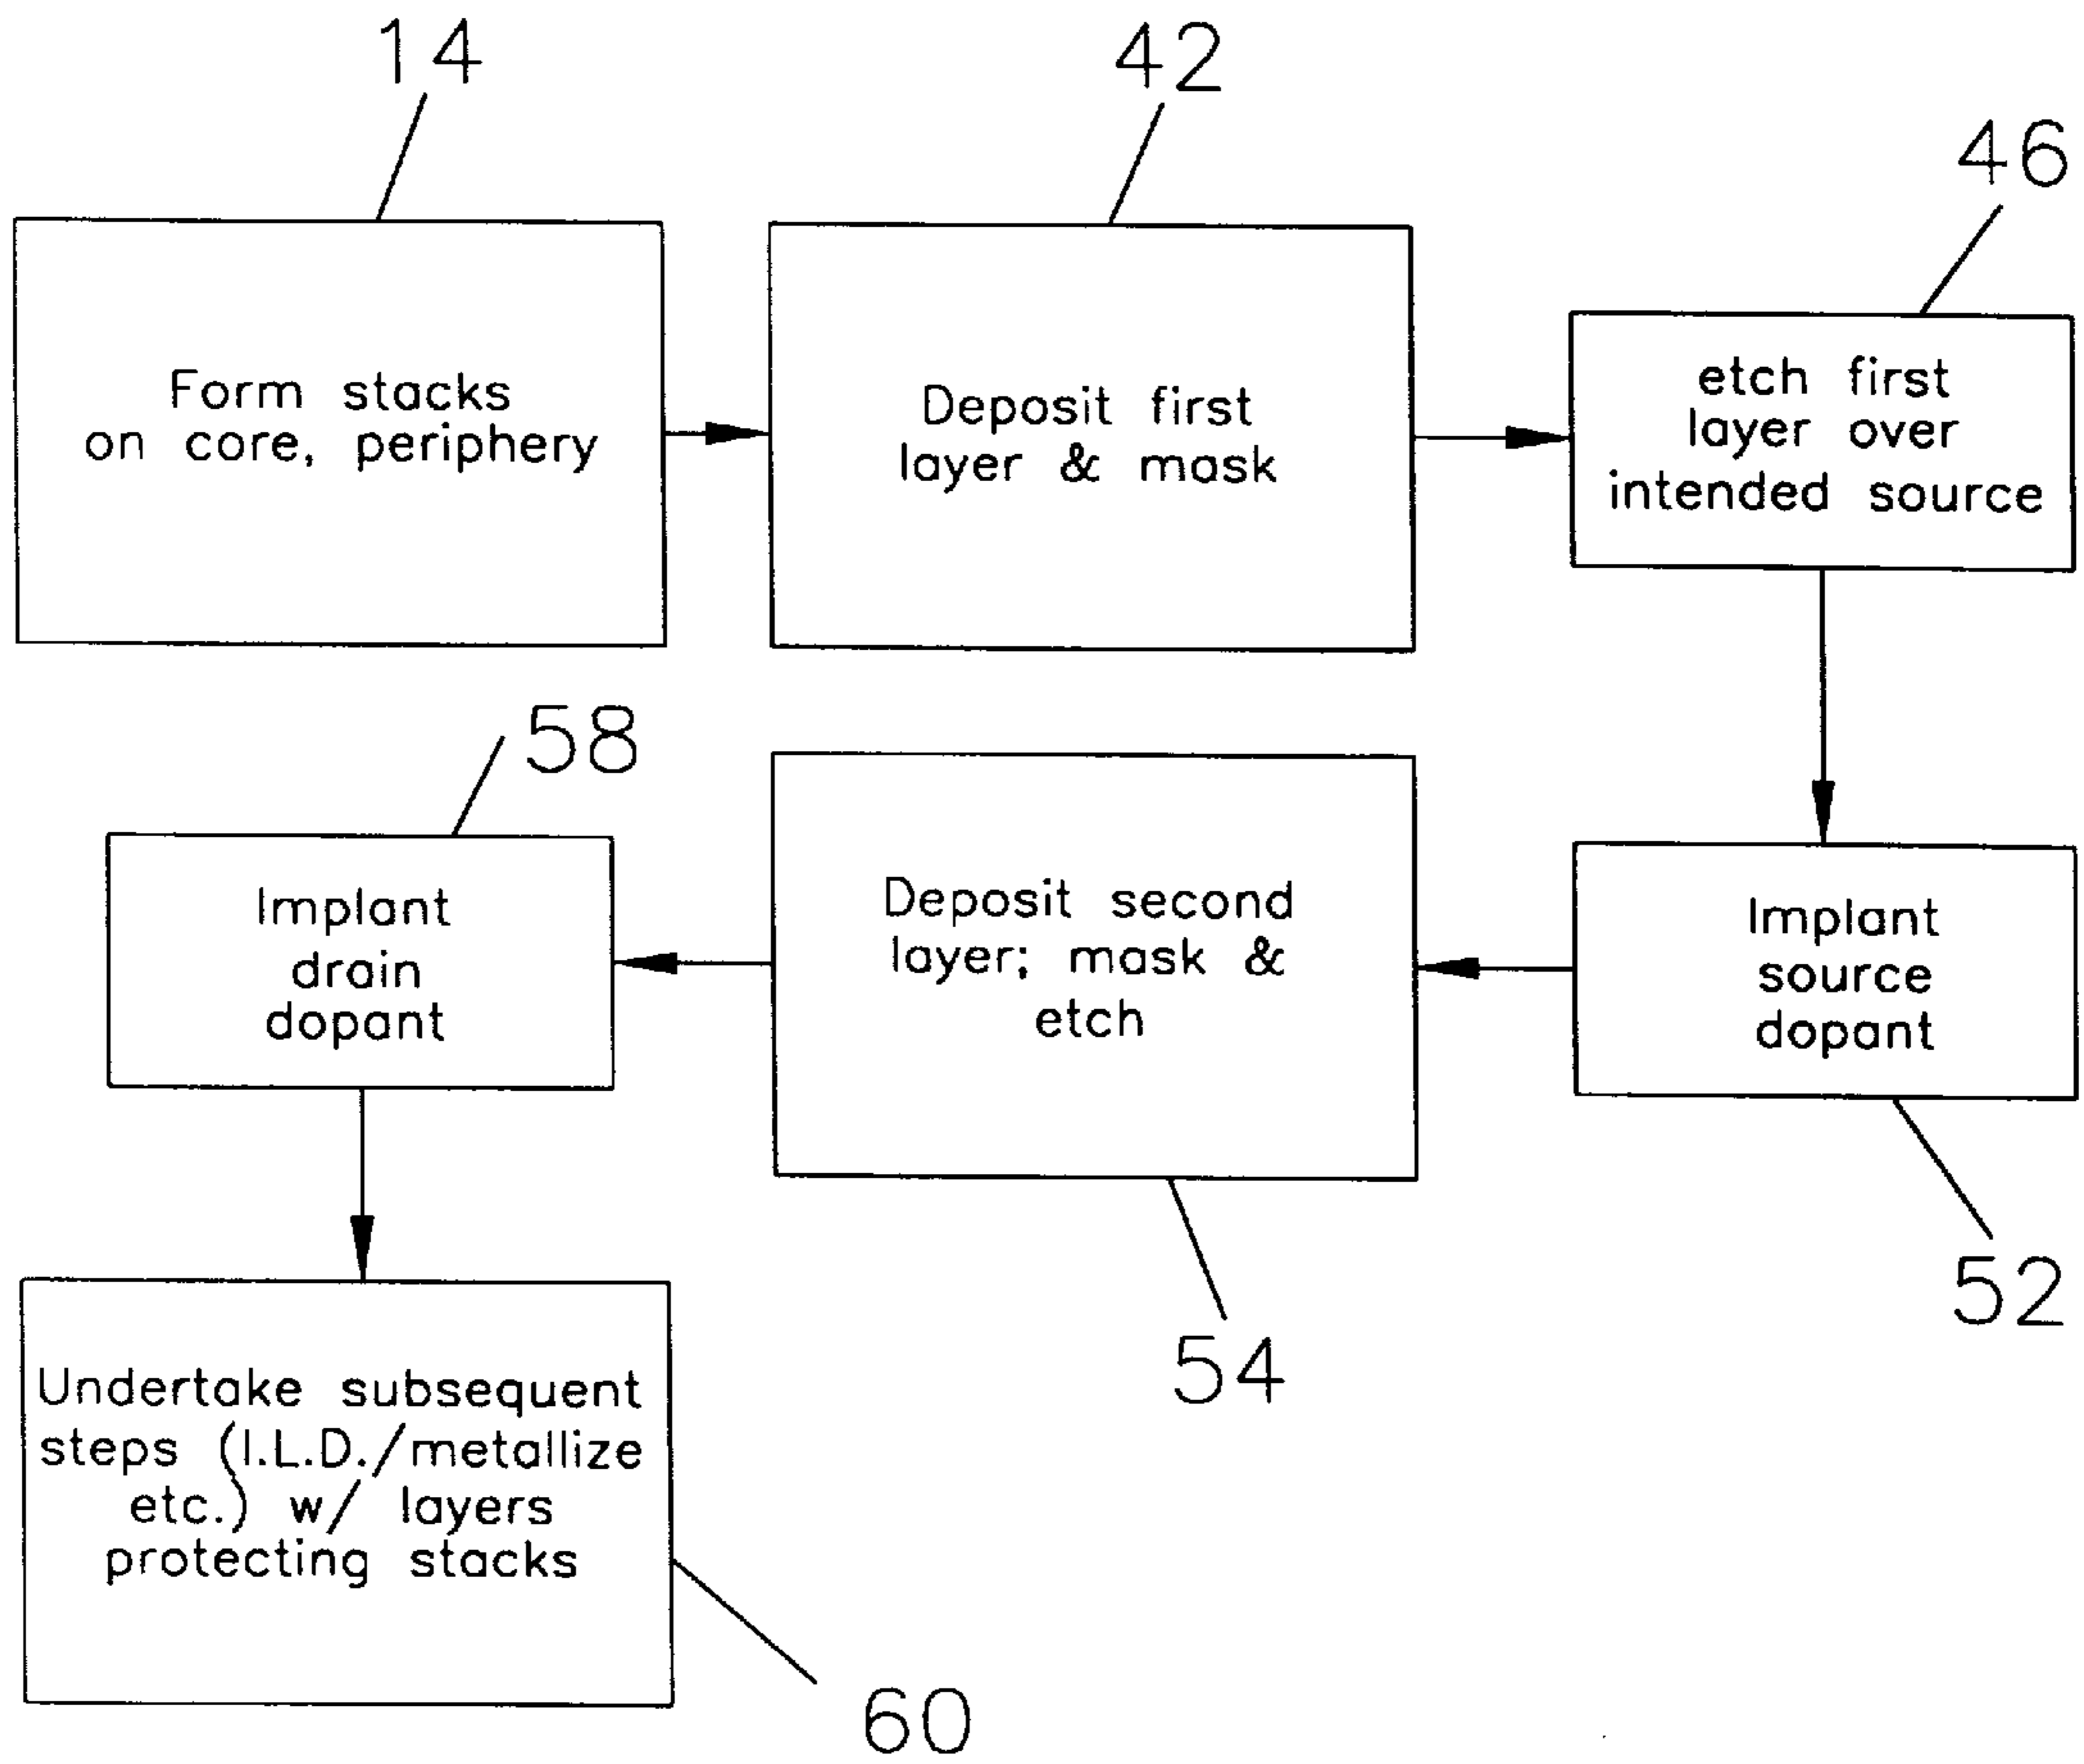 14
Form stacks
on core, periphery
42
Deposit first
layer & mask
46
etch first
layer over
intended source
52
Implant
source
dopant
54
Deposit second
layer; mask &
etch
58
Implant
drain
dopant
60
Undertake subsequent
steps (I.L.D./metallize
etc.) w/ layers
protecting stacks